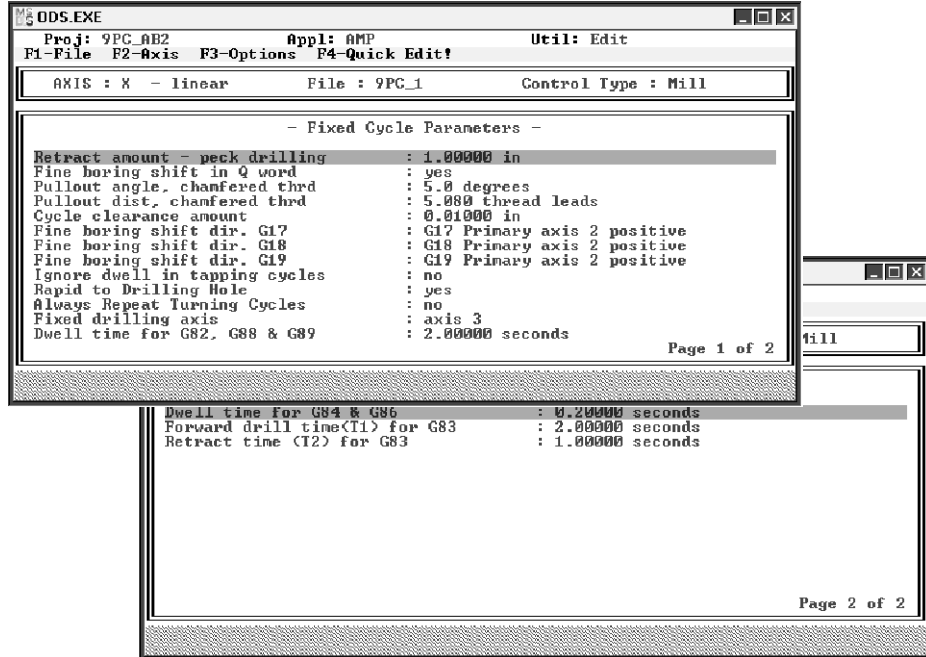 ODS.EXE
Proj: 9PC_AB2 Appl: AMP Util: Edit
F1-File F2-Axis F3-Options F4-Quick Edit!
AXIS : X - linear File : 9PC_1 Control Type : Mill
- Fixed Cycle Parameters -
Retract amount - peck drilling : 1.00000 in
Fine boring shift in Q word : yes
Pullout angle, chamfered thrd : 5.0 degrees
Pullout dist, chamfered thrd : 5.080 thread leads
Cycle clearance amount : 0.01000 in
Fine boring shift dir. G17 : G17 Primary axis 2 positive
Fine boring shift dir. G18 : G18 Primary axis 2 positive
Fine boring shift dir. G19 : G19 Primary axis 2 positive
Ignore dwell in tapping cycles : no
Rapid to Drilling Hole : yes
Always Repeat Turning Cycles : no
Fixed drilling axis : axis 3
Dwell time for G82, G88 & G89 : 2.00000 seconds
Page 1 of 2
Mill
Dwell time for G84 & G86 : 0.20000 seconds
Forward drill time(T1) for G83 : 2.00000 seconds
Retract time (T2) for G83 : 1.00000 seconds
Page 2 of 2